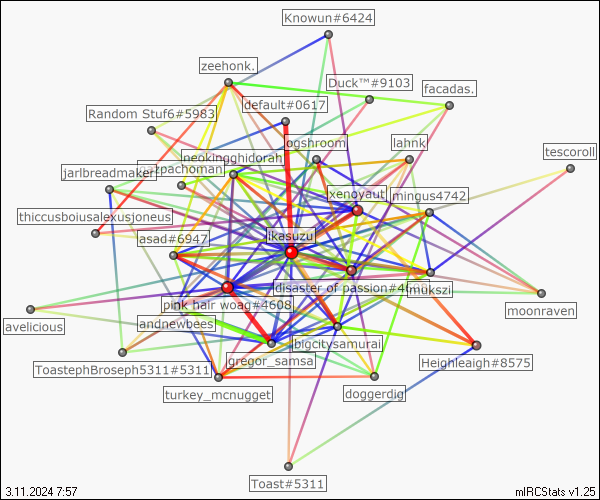 Knowun#6424
zeehonk.
Duck™#9103
facadas.
default#0617
Random Stuf6#5983
ogshroom
lahnk
neokingghidorah
tescoroll
jarlbreadmaker
gazpachoman
xenoyaut
mingus4742
thiccusboiusalexusjoneus
asad#6947
ikasuzu
disaster of passion#4
mukszi
pink hair woag#4608
moonraven
avelicious
andnewbees
bigcitysamurai
gregor_samsa
ToastephBroseph5311#5311
Heighleaigh#8575
turkey_mcnugget
doggerdig
Toast#5311
3.11.2024 7:57
mIRCStats v1.25